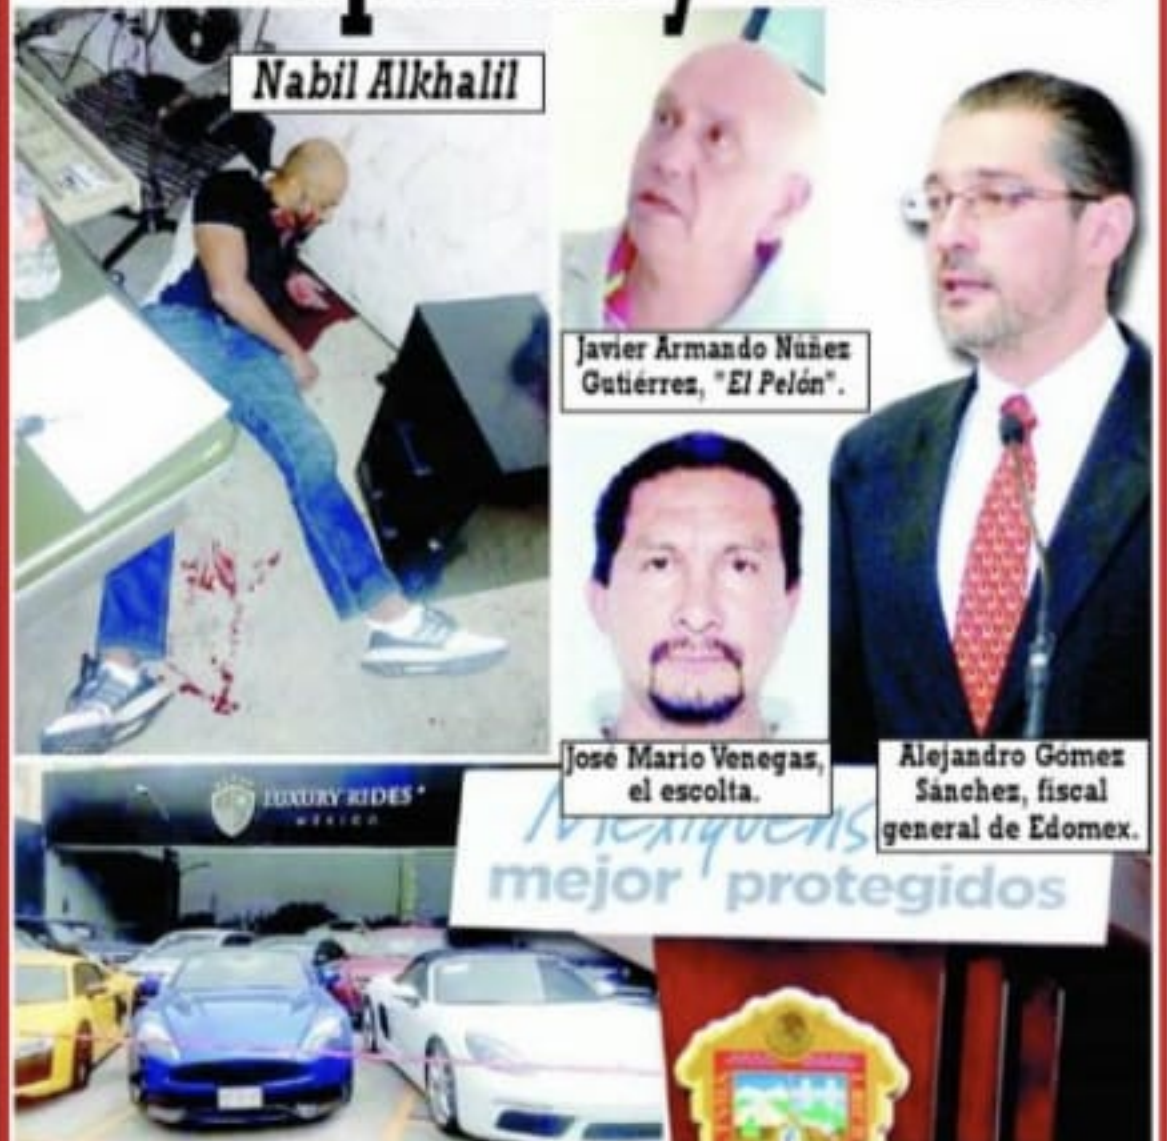 Nabil Alkhalil
Javier Armando Núñez
Gutiérrez, "El Pelón".
José Mario Venegas,
el escolta.
Alejandro Gómez
Sánchez, fiscal
general de Edomex.
LUXURY RIDES
MÉXICO
mejor protegidos